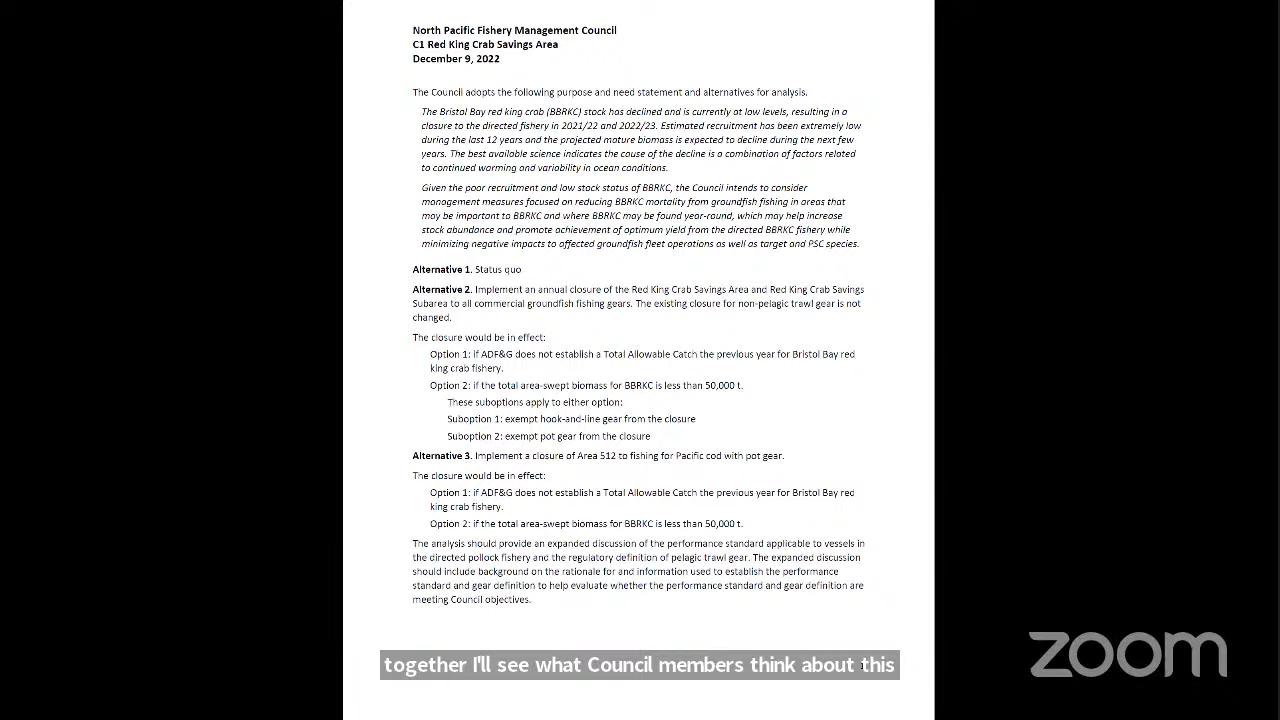 North Pacific Fishery Management Council
C1 Red King Crab Savings Area
December 9, 2022
The Council adopts the following purpose and need statement and alternatives for analysis.
The Bristol Bay red king crab (BBRKC) stock has declined and is currently at low levels, resulting in a
closure to the directed fishery in 2021/22 and 2022/23. Estimated recruitment has been extremely low
during the last 12 years and the projected mature biomass is expected to decline during the next few
years. The best available science indicates the cause of the decline is a combination of factors related
to continued warming and variability in ocean conditions.
Given the poor recruitment and low stock status of BBRKC, the Council intends to consider
management measures focused on reducing BBRKC mortality from groundfish fishing in areas that
may be important to BBRKC and where BBRKC may be found year-round, which may help increase
stock abundance and promote achievement of optimum yield from the directed BBRKC fishery while
minimizing negative impacts to affected groundfish fleet operations as well as target and PSC species.
Alternative 1. Status quo
Alternative 2. Implement an annual closure of the Red King Crab Savings Area and Red King Crab Savings
Subarea to all commercial groundfish fishing gears. The existing closure for non-pelagic trawl gear is not
changed.
The closure would be in effect:
Option 1: if ADF&G does not establish a Total Allowable Catch the previous year for Bristol Bay red
king crab fishery.
Option 2: if the total area-swept biomass for BBRKC is less than 50,000 t.
These suboptions apply to either option:
Suboption 1: exempt hook-and-line gear from the closure
Suboption 2: exempt pot gear from the closure
Alternative 3. Implement a closure of Area 512 to fishing for Pacific cod with pot gear.
The closure would be in effect:
Option 1: if ADF&G does not establish a Total Allowable Catch the previous year for Bristol Bay red
king crab fishery.
Option 2: if the total area-swept biomass for BBRKC is less than 50,000 t.
The analysis should provide an expanded discussion of the performance standard applicable to vessels in
the directed pollock fishery and the regulatory definition of pelagic trawl gear. The expanded discussion
should include background on the rationale for and information used to establish the performance
standard and gear definition to help evaluate whether the performance standard and gear definition are
meeting Council objectives.
together I'll see what Council members think about this
zoom